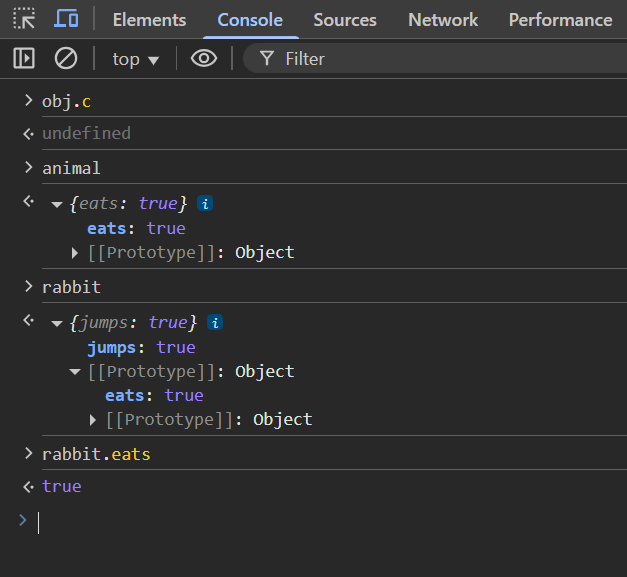 Elements Console Sources Network Performance
top ▼ Filter
> obj.c
undefined
> animal
▼ {eats: true} i
eats: true
▶ [[Prototype]]: Object
> rabbit
▼ {jumps: true} i
jumps: true
▼ [[Prototype]]: Object
eats: true
▶ [[Prototype]]: Object
> rabbit.eats
true
>